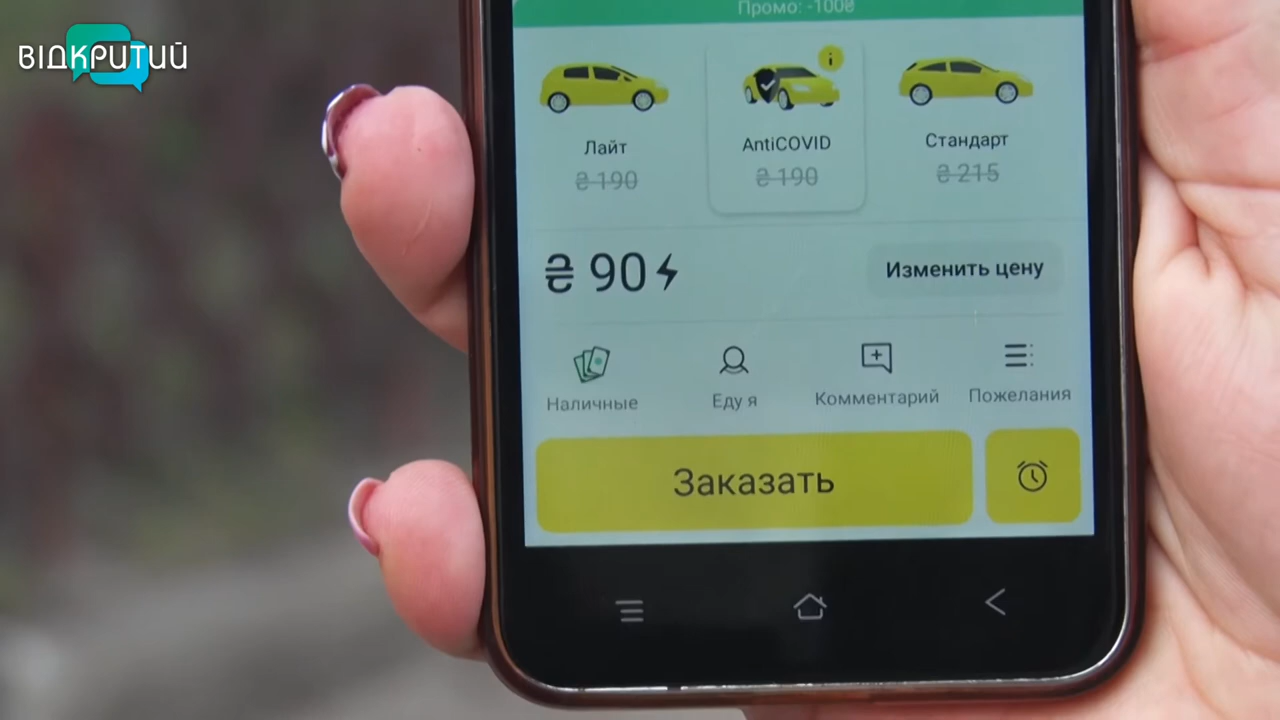 ВІДКРИТИЙ
Промо: -100₴
Лайт
AntiCOVID
Стандарт
₴ 190
₴ 190
₴ 215
₴ 90
Изменить цену
Наличные
Еду я
Комментарий
Пожелания
Заказать